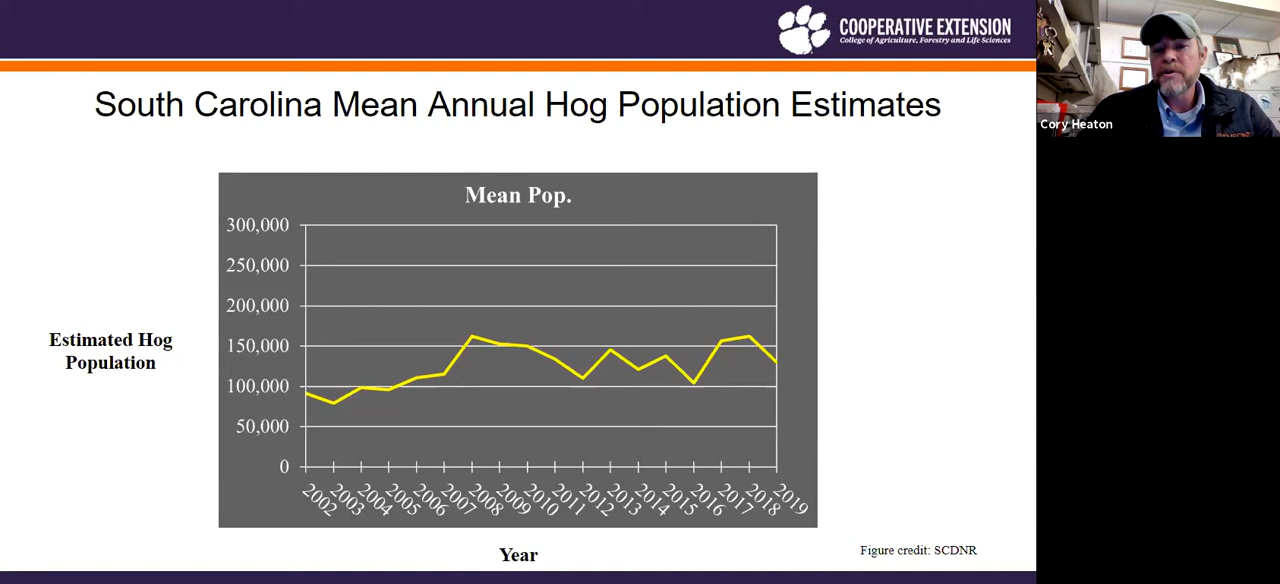 COOPERATIVE EXTENSION
College of Agriculture, Forestry and Life Sciences
South Carolina Mean Annual Hog Population Estimates
Cory Heaton
Mean Pop.
300,000
250,000
200,000
150,000
100,000
50,000
0
Estimated Hog
Population
2002 2003 2004 2005 2006 2007 2008 2009 2010 2011 2012 2013 2014 2015 2016 2017 2018 2019
Year
Figure credit: SCDNR